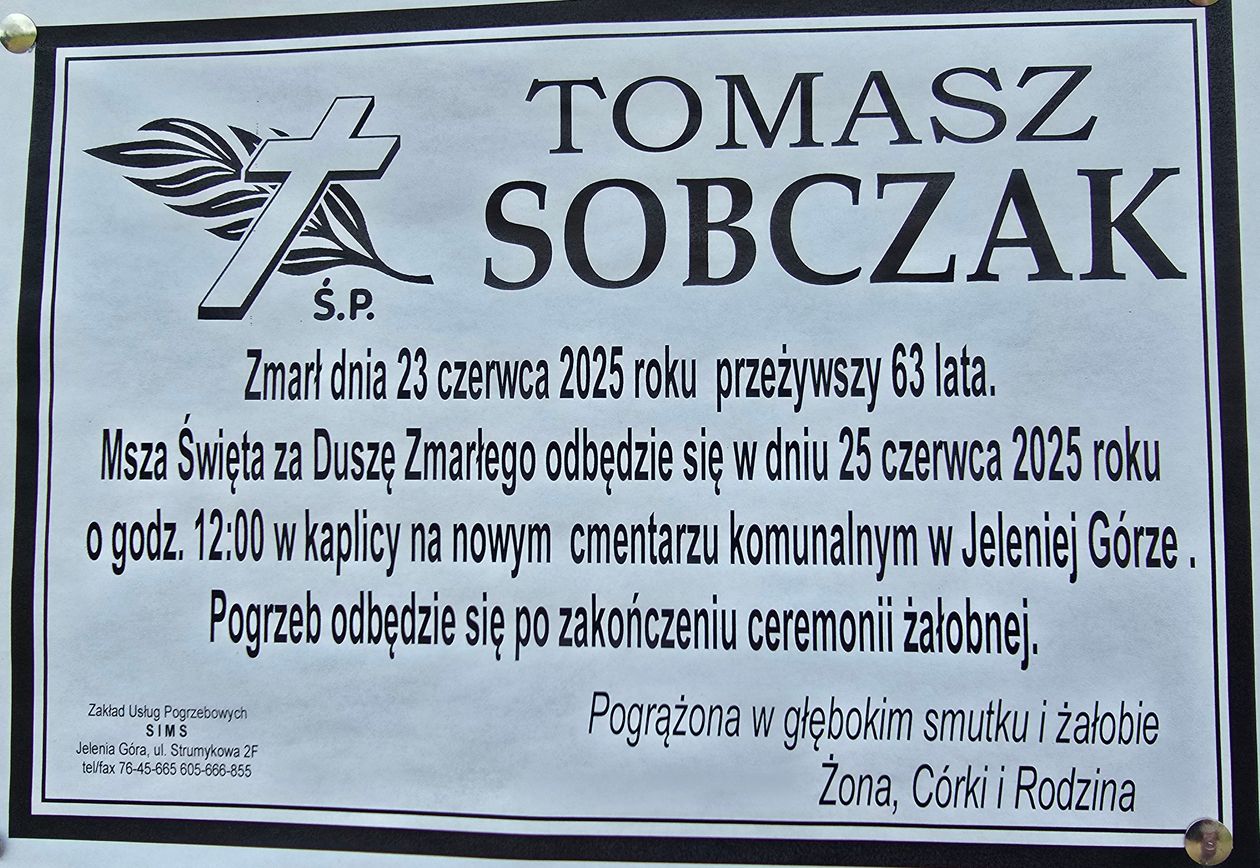 TOMASZ
SOBCZAK
Ś.P.
Zmarł dnia 23 czerwca 2025 roku przeżywszy 63 lata.
Msza Święta za Duszę Zmarłego odbędzie się w dniu 25 czerwca 2025 roku
o godz. 12:00 w kaplicy na nowym cmentarzu komunalnym w Jeleniej Górze .
Pogrzeb odbędzie się po zakończeniu ceremonii żałobnej.
Pogrążona w głębokim smutku i żałobie
Żona, Córki i Rodzina
Zakład Usług Pogrzebowych
SIMS
Jelenia Góra, ul. Strumykowa 2F
tel/fax 76-45-665 605-666-855